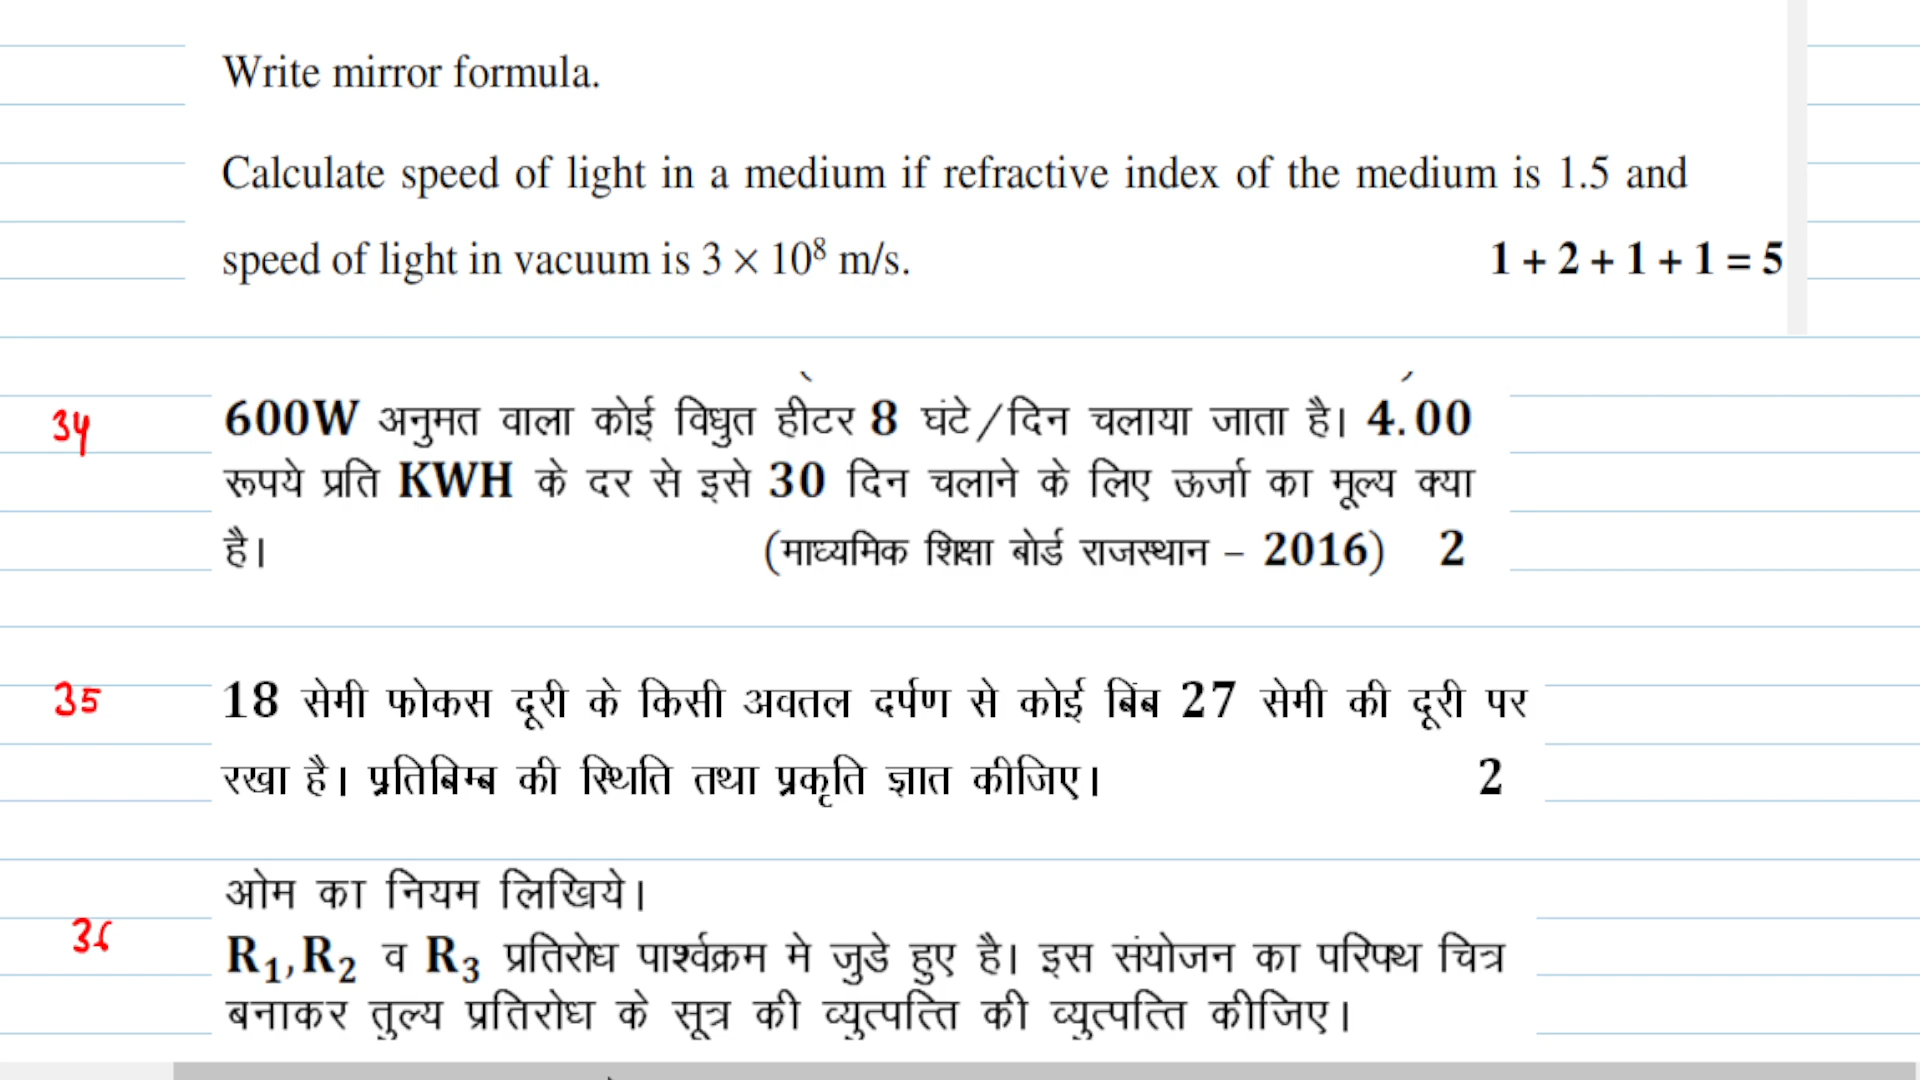 Write mirror formula.
Calculate speed of light in a medium if refractive index of the medium is 1.5 and
speed of light in vacuum is 3 × 10⁸ m/s. 1 + 2 + 1 + 1 = 5
34 600W अनुमत वाला कोई विधुत हीटर 8 घंटे/दिन चलाया जाता है। 4.00
रूपये प्रति KWH के दर से इसे 30 दिन चलाने के लिए ऊर्जा का मूल्य क्या
है। (माध्यमिक शिक्षा बोर्ड राजस्थान – 2016) 2
35 18 सेमी फोकस दूरी के किसी अवतल दर्पण से कोई बिंब 27 सेमी की दूरी पर
रखा है। प्रतिबिम्ब की स्थिति तथा प्रकृति ज्ञात कीजिए। 2
ओम का नियम लिखिये।
36 R₁,R₂ व R₃ प्रतिरोध पार्श्वक्रम मे जुडे हुए है। इस संयोजन का परिपथ चित्र
बनाकर तुल्य प्रतिरोध के सूत्र की व्युत्पत्ति की व्युत्पत्ति कीजिए।